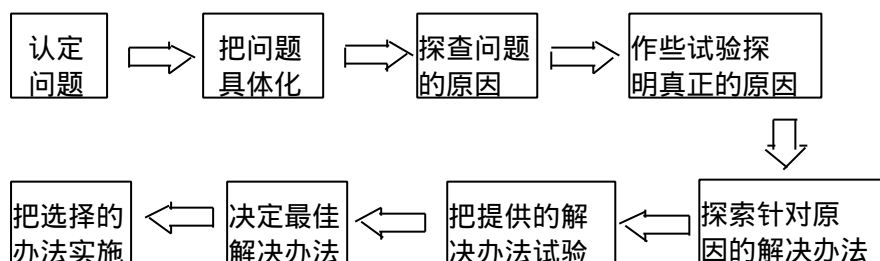 认定
问题
把问题
具体化
探查问题
的原因
作些试验探
明真正的原因
探索针对原
因的解决办法
把提供的解
决办法试验
决定最佳
解决办法
把选择的
办法实施